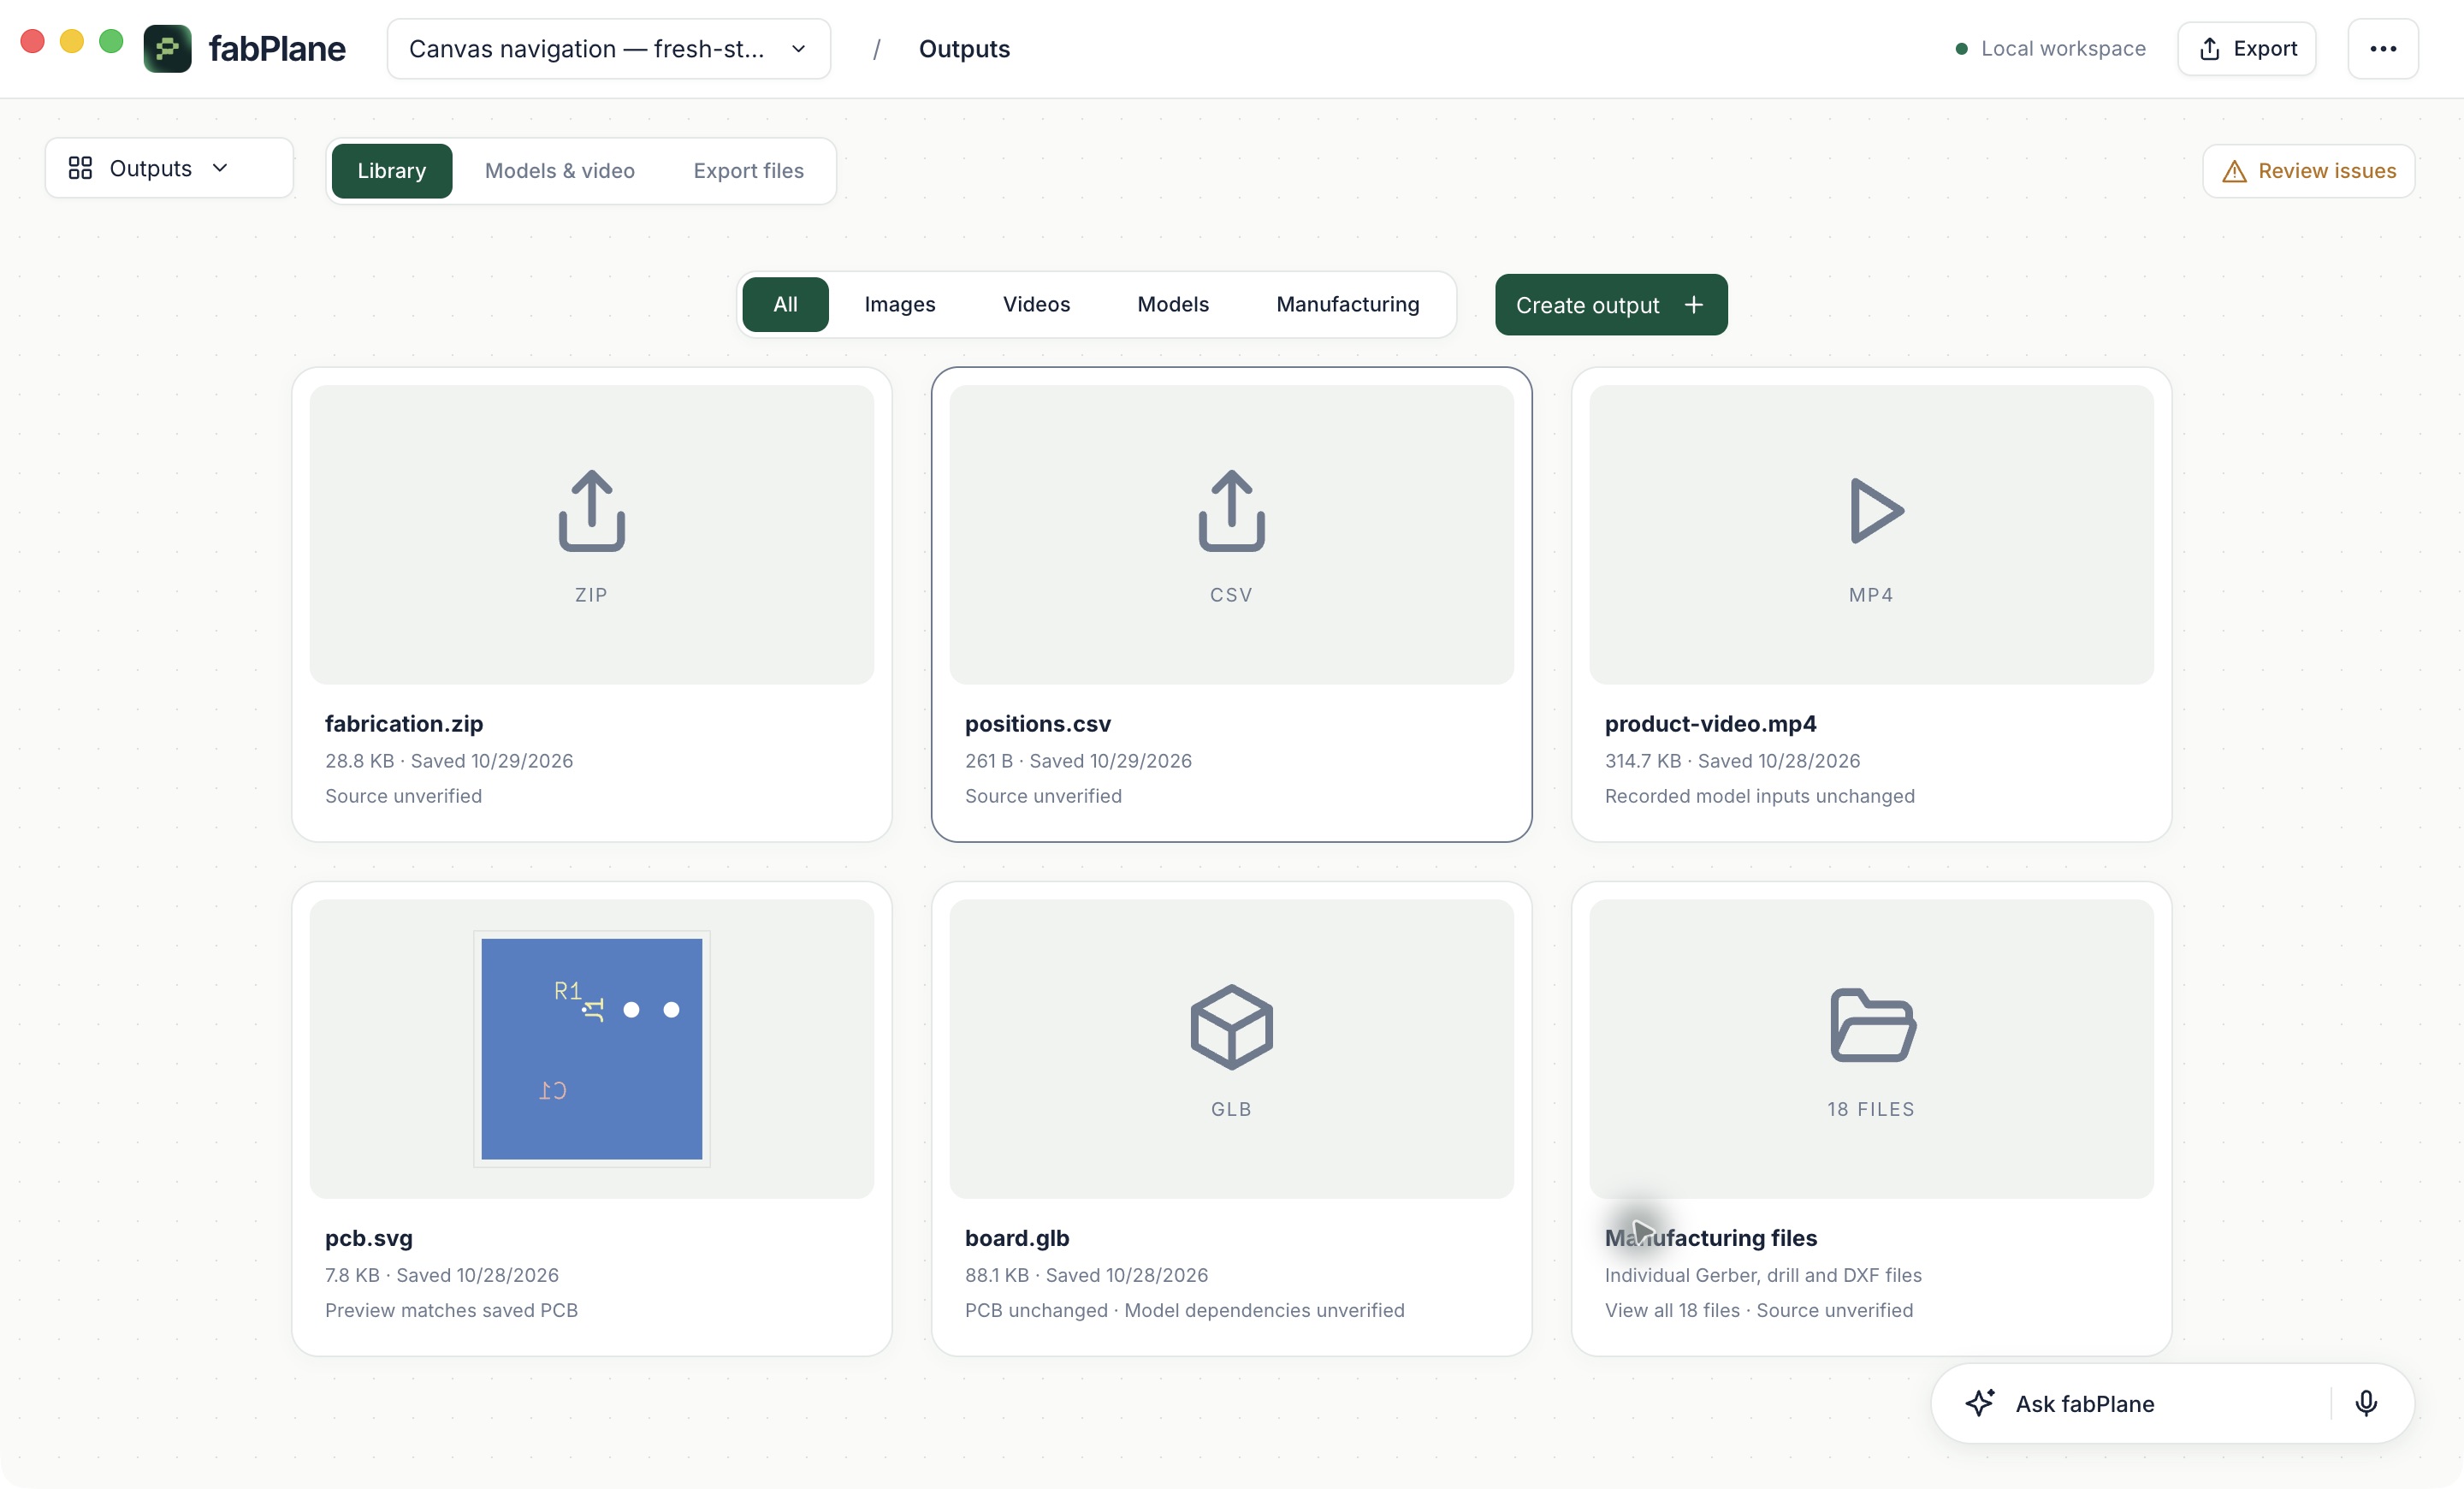 fabPlane
Canvas navigation — fresh-st...
/
Outputs
Local workspace
Export
Outputs
Library
Models & video
Export files
Review issues
All
Images
Videos
Models
Manufacturing
Create output
ZIP
CSV
MP4
fabrication.zip
28.8 KB · Saved 10/29/2026
Source unverified
positions.csv
261 B · Saved 10/29/2026
Source unverified
product-video.mp4
314.7 KB · Saved 10/28/2026
Recorded model inputs unchanged
R1
J1
C1
GLB
18 FILES
pcb.svg
7.8 KB · Saved 10/28/2026
Preview matches saved PCB
board.glb
88.1 KB · Saved 10/28/2026
PCB unchanged · Model dependencies unverified
Manufacturing files
Individual Gerber, drill and DXF files
View all 18 files · Source unverified
Ask fabPlane